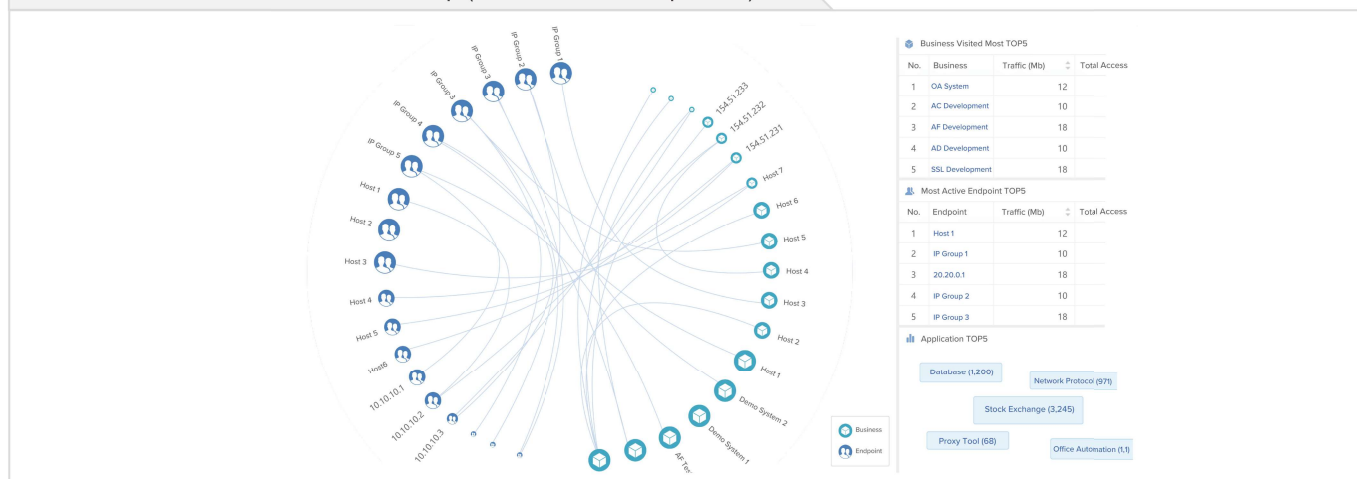 IP Group 1
IP Group 2
IP Group 3
IP Group 3
IP Group 4
IP Group 5
Host 1
Host 2
Host 3
Host 4
Host 5
Host6
10.10.10.1
10.10.10.2
10.10.10.3
154.51.233
154.51.232
154.51.231
Host 7
Host 6
Host 5
Host 4
Host 3
Host 2
Host 1
Demo System 2
Demo System 1
Business
Endpoint
Business Visited Most TOP5
No. Business Traffic (Mb) Total Access
1 OA System 12
2 AC Development 10
3 AF Development 18
4 AD Development 10
5 SSL Development 18
Most Active Endpoint TOP5
No. Endpoint Traffic (Mb) Total Access
1 Host 1 12
2 IP Group 1 10
3 20.20.0.1 18
4 IP Group 2 10
5 IP Group 3 18
Application TOP5
Database (1,200)
Network Protocol (971)
Stock Exchange (3,245)
Proxy Tool (68)
Office Automation (1,1)